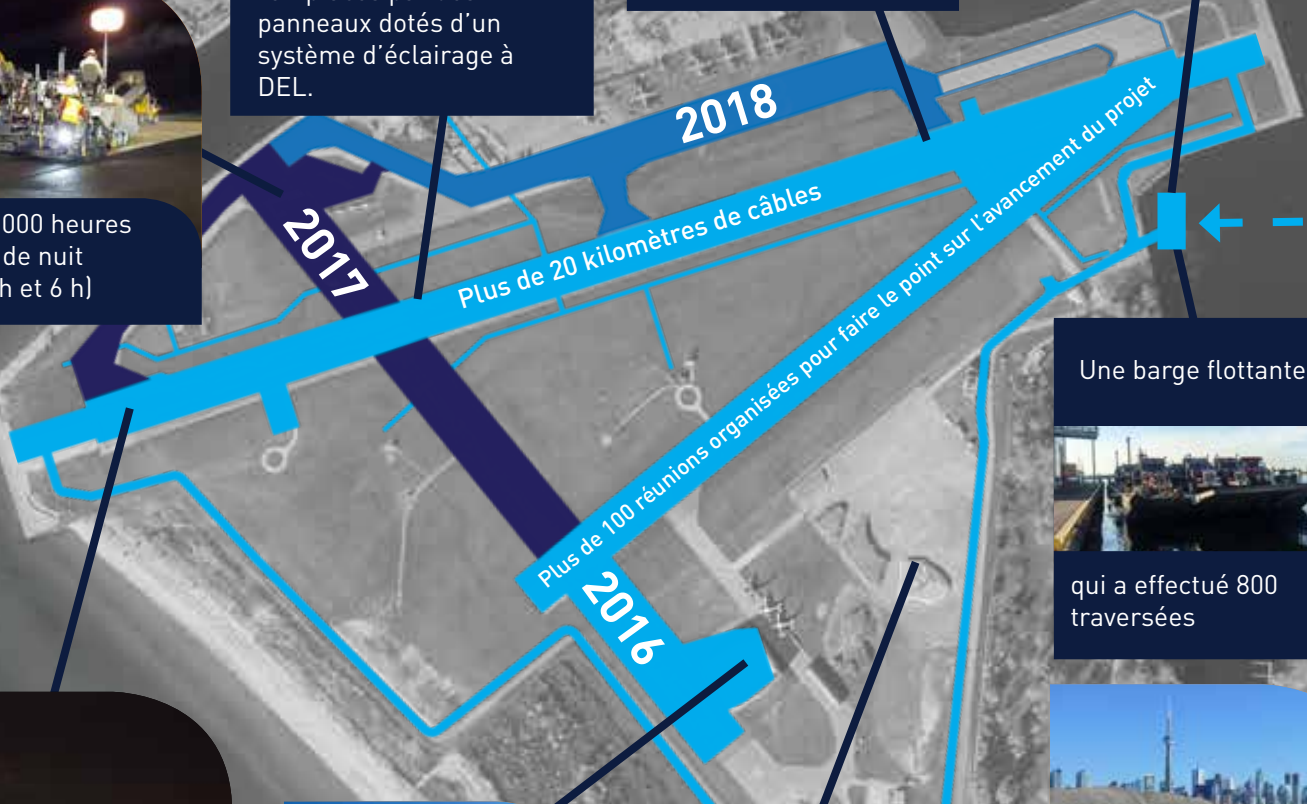 panneaux dotés d'un
système d'éclairage à
DEL.
000 heures
de nuit
h et 6 h)
2018
2017
Plus de 20 kilomètres de câbles
Plus de 100 réunions organisées pour faire le point sur l'avancement du projet
2016
Une barge flottante
qui a effectué 800
traversées